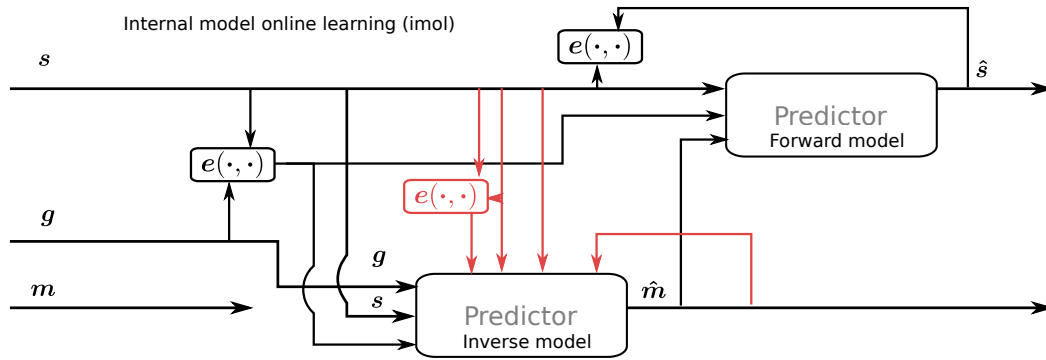 Internal model online learning (imol)
e(·, ·)
s
ŝ
Predictor
Forward model
e(·, ·)
e(·, ·)
g
g
m
s
m̂
Predictor
Inverse model